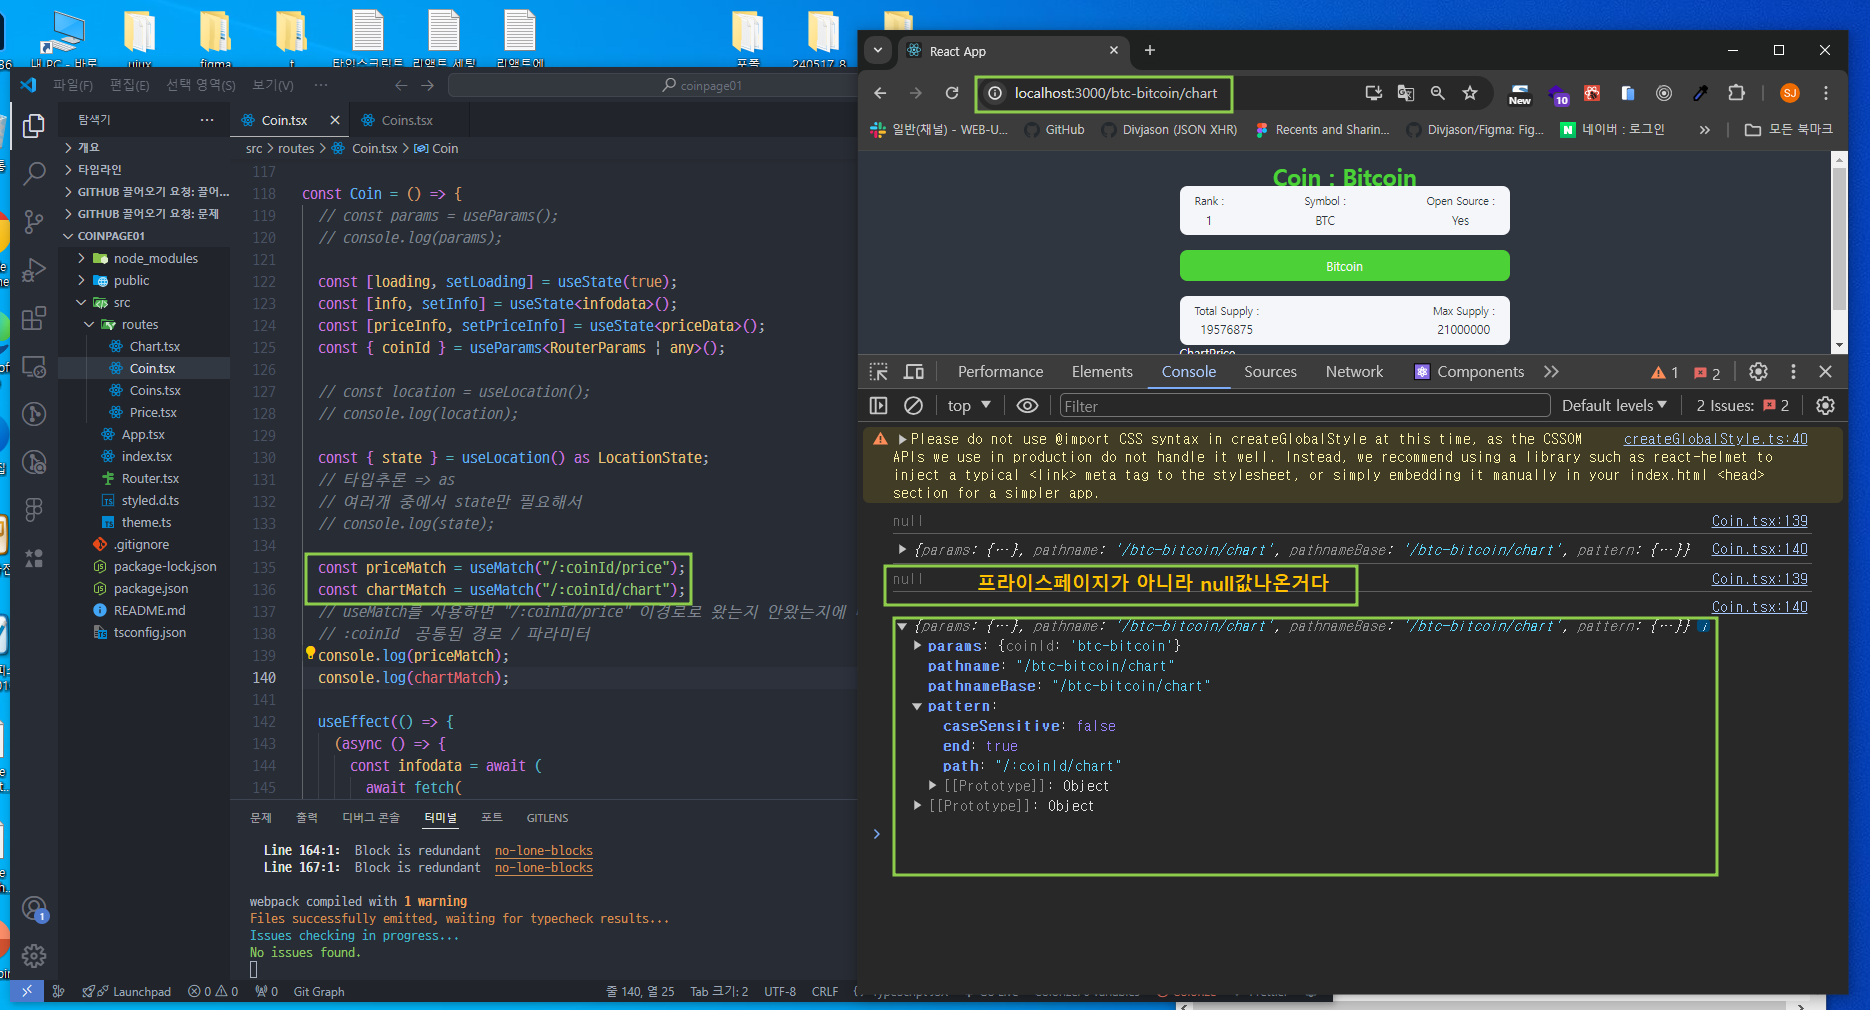 내 PC - 바로
uiux
figma
t
타입스크립트
리액트 세팅
리액트에
포폴
240517_8
파일(F)
편집(E)
선택 영역(S)
보기(V)
···
coinpage01
탐색기
개요
타임라인
GITHUB 끌어오기 요청: 끌어...
GITHUB 끌어오기 요청: 문제
COINPAGE01
node_modules
public
src
routes
Chart.tsx
Coin.tsx
Coins.tsx
Price.tsx
App.tsx
index.tsx
Router.tsx
styled.d.ts
theme.ts
.gitignore
package-lock.json
package.json
README.md
tsconfig.json
Coin.tsx
Coins.tsx
src > routes > Coin.tsx > Coin
117
118 const Coin = () => {
119 // const params = useParams();
120 // console.log(params);
121
122 const [loading, setLoading] = useState(true);
123 const [info, setInfo] = useState<infodata>();
124 const [priceInfo, setPriceInfo] = useState<priceData>();
125 const { coinId } = useParams<RouterParams | any>();
126
127 // const location = useLocation();
128 // console.log(location);
129
130 const { state } = useLocation() as LocationState;
131 // 타입추론 => as
132 // 여러개 중에서 state만 필요해서
133 // console.log(state);
134
135 const priceMatch = useMatch("/:coinId/price");
136 const chartMatch = useMatch("/:coinId/chart");
137 // useMatch를 사용하면 "/:coinId/price" 이경로로 왔는지 안왔는지에
138 // :coinId 공통된 경로 / 파라미터
139 console.log(priceMatch);
140 console.log(chartMatch);
141
142 useEffect(() => {
143 (async () => {
144 const infodata = await (
145 await fetch(
문제
출력
디버그 콘솔
터미널
포트
GITLENS
Line 164:1: Block is redundant no-lone-blocks
Line 167:1: Block is redundant no-lone-blocks
webpack compiled with 1 warning
Files successfully emitted, waiting for typecheck results...
Issues checking in progress...
No issues found.
1
Launchpad
0 0
0
Git Graph
줄 140, 열 25
Tab 크기: 2
UTF-8
CRLF
React App
localhost:3000/btc-bitcoin/chart
New
10
SJ
일반(채널) - WEB-U...
GitHub
Divjason (JSON XHR)
Recents and Sharin...
Divjason/Figma: Fig...
네이버 : 로그인
모든 북마크
Coin : Bitcoin
Rank :
Symbol :
Open Source :
1
BTC
Yes
Bitcoin
Total Supply :
Max Supply :
19576875
21000000
ChartPrice
Performance
Elements
Console
Sources
Network
Components
1
2
top
Filter
Default levels
2 Issues: 2
Please do not use @import CSS syntax in createGlobalStyle at this time, as the CSSOM createGlobalStyle.ts:40
APIs we use in production do not handle it well. Instead, we recommend using a library such as react-helmet to
inject a typical <link> meta tag to the stylesheet, or simply embedding it manually in your index.html <head>
section for a simpler app.
null Coin.tsx:139
{params: {…}, pathname: '/btc-bitcoin/chart', pathnameBase: '/btc-bitcoin/chart', pattern: {…}} Coin.tsx:140
null 프라이스페이지가 아니라 null값나온거다 Coin.tsx:139
Coin.tsx:140
{params: {…}, pathname: '/btc-bitcoin/chart', pathnameBase: '/btc-bitcoin/chart', pattern: {…}} i
params: {coinId: 'btc-bitcoin'}
pathname: "/btc-bitcoin/chart"
pathnameBase: "/btc-bitcoin/chart"
pattern:
caseSensitive: false
end: true
path: "/:coinId/chart"
[[Prototype]]: Object
[[Prototype]]: Object